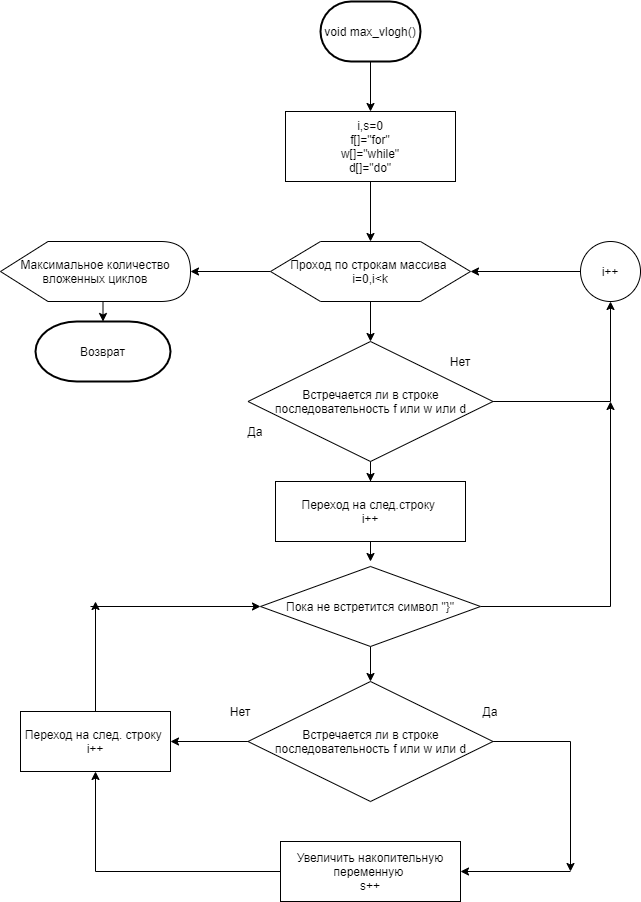 void max_vlogh()
i,s=0
f[]="for"
w[]="while"
d[]="do"
Максимальное количество
вложенных циклов
Проход по строкам массива
i=0,i<k
i++
Возврат
Нет
Встречается ли в строке
последовательность f или w или d
Да
Переход на след.строку
i++
Пока не встретится символ "}"
Нет
Да
Переход на след. строку
i++
Встречается ли в строке
последовательность f или w или d
Увеличить накопительную
переменную
s++